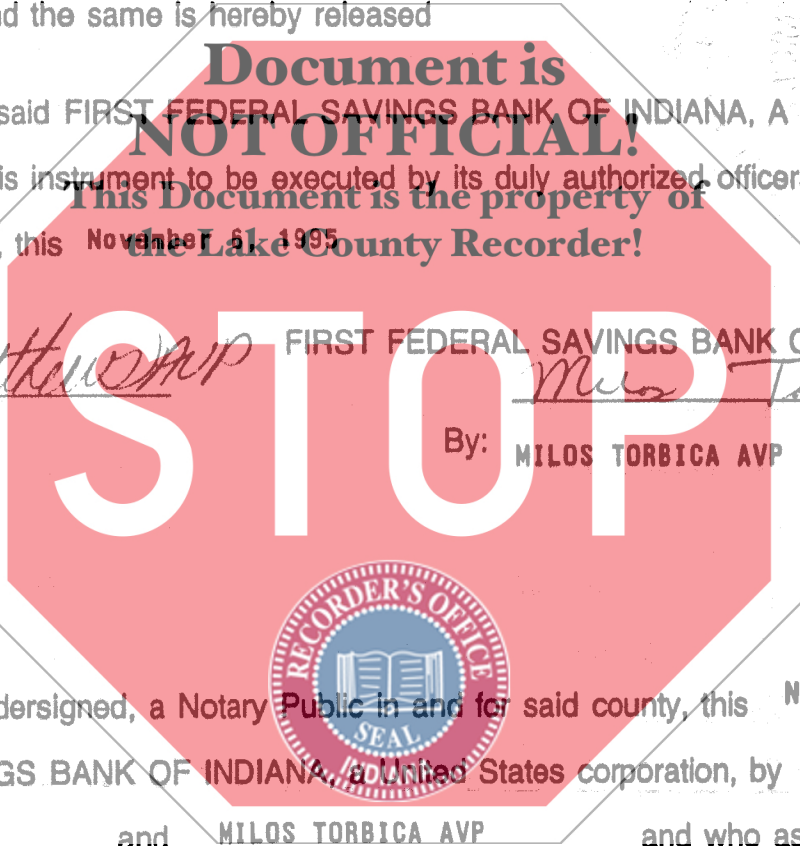 d the same is hereby released
Document is
said FIRST FEDERAL SAVINGS BANK OF INDIANA, A
NOT OFFICIAL!
is instrument to be executed by its duly authorized officer
This Document is the property of
, this November 6, 1995
the Lake County Recorder!
FIRST FEDERAL SAVINGS BANK O
AVP
Milos
By: MILOS TORBICA AVP
STOP
RECORDER'S OFFICE
SEAL
INDIANA
dersigned, a Notary Public in and for said county, this N
GS BANK OF INDIANA, a United States corporation, by
and MILOS TORBICA AVP and who as